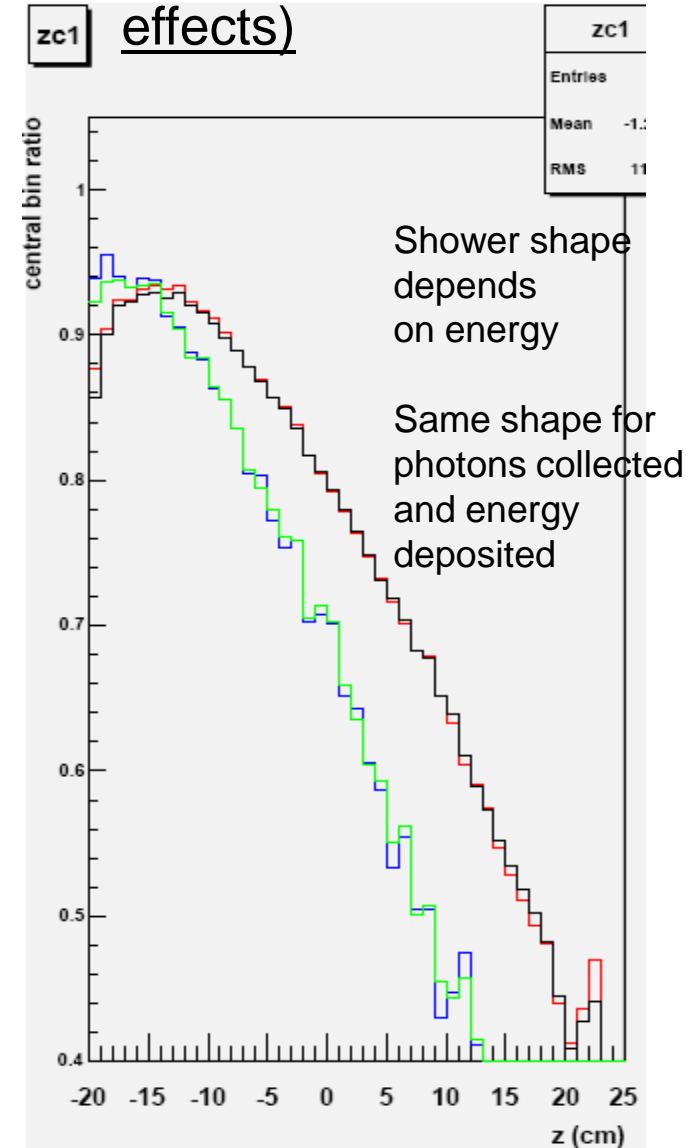 zc1
effects)
zc1
Entries
Mean -1.
RMS 11
central bin ratio
1
0.9
0.8
0.7
0.6
0.5
0.4
Shower shape
depends
on energy
Same shape for
photons collected
and energy
deposited
-20 -15 -10 -5 0 5 10 15 20 25
z (cm)